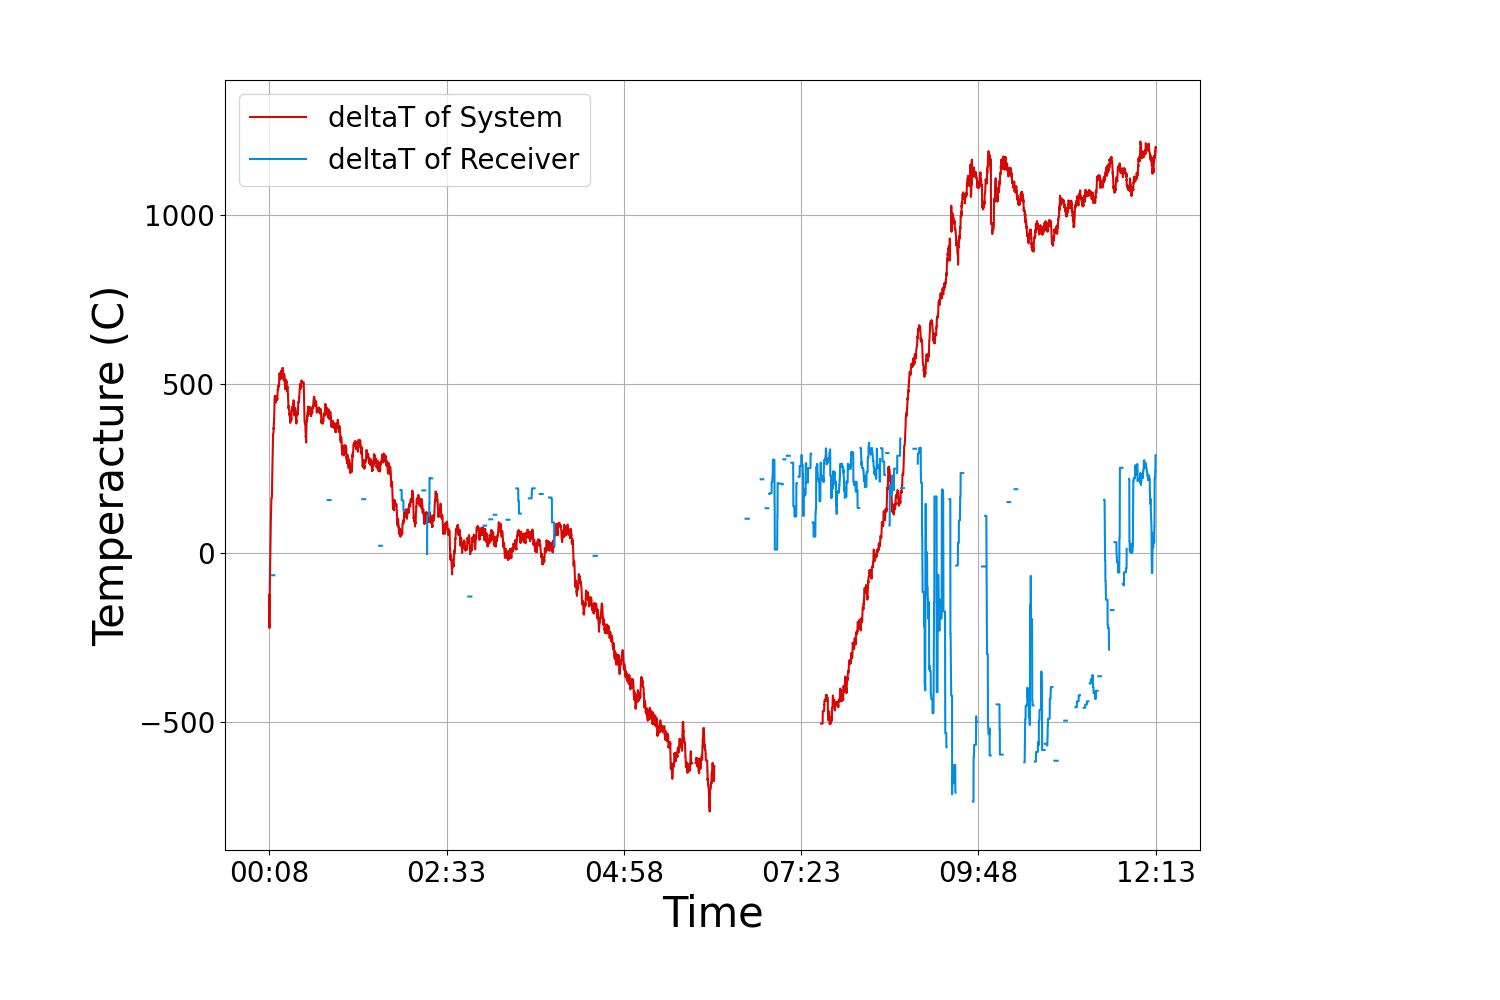 deltaT of System
deltaT of Receiver
1000
500
0
−500
Temperacture (C)
00:08 02:33 04:58 07:23 09:48 12:13
Time